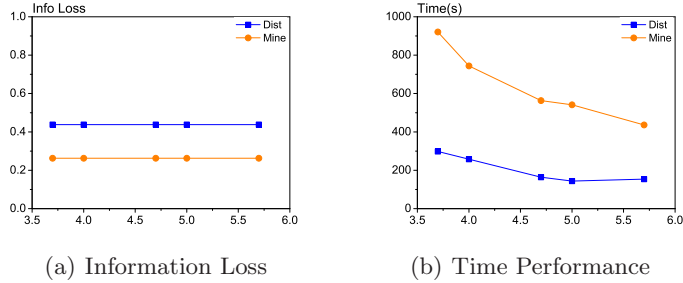 Info Loss
1.0
0.8
0.6
0.4
0.2
0.0
3.5 4.0 4.5 5.0 5.5 6.0
Dist
Mine
(a) Information Loss
Time(s)
1000
800
600
400
200
0
3.5 4.0 4.5 5.0 5.5 6.0
Dist
Mine
(b) Time Performance